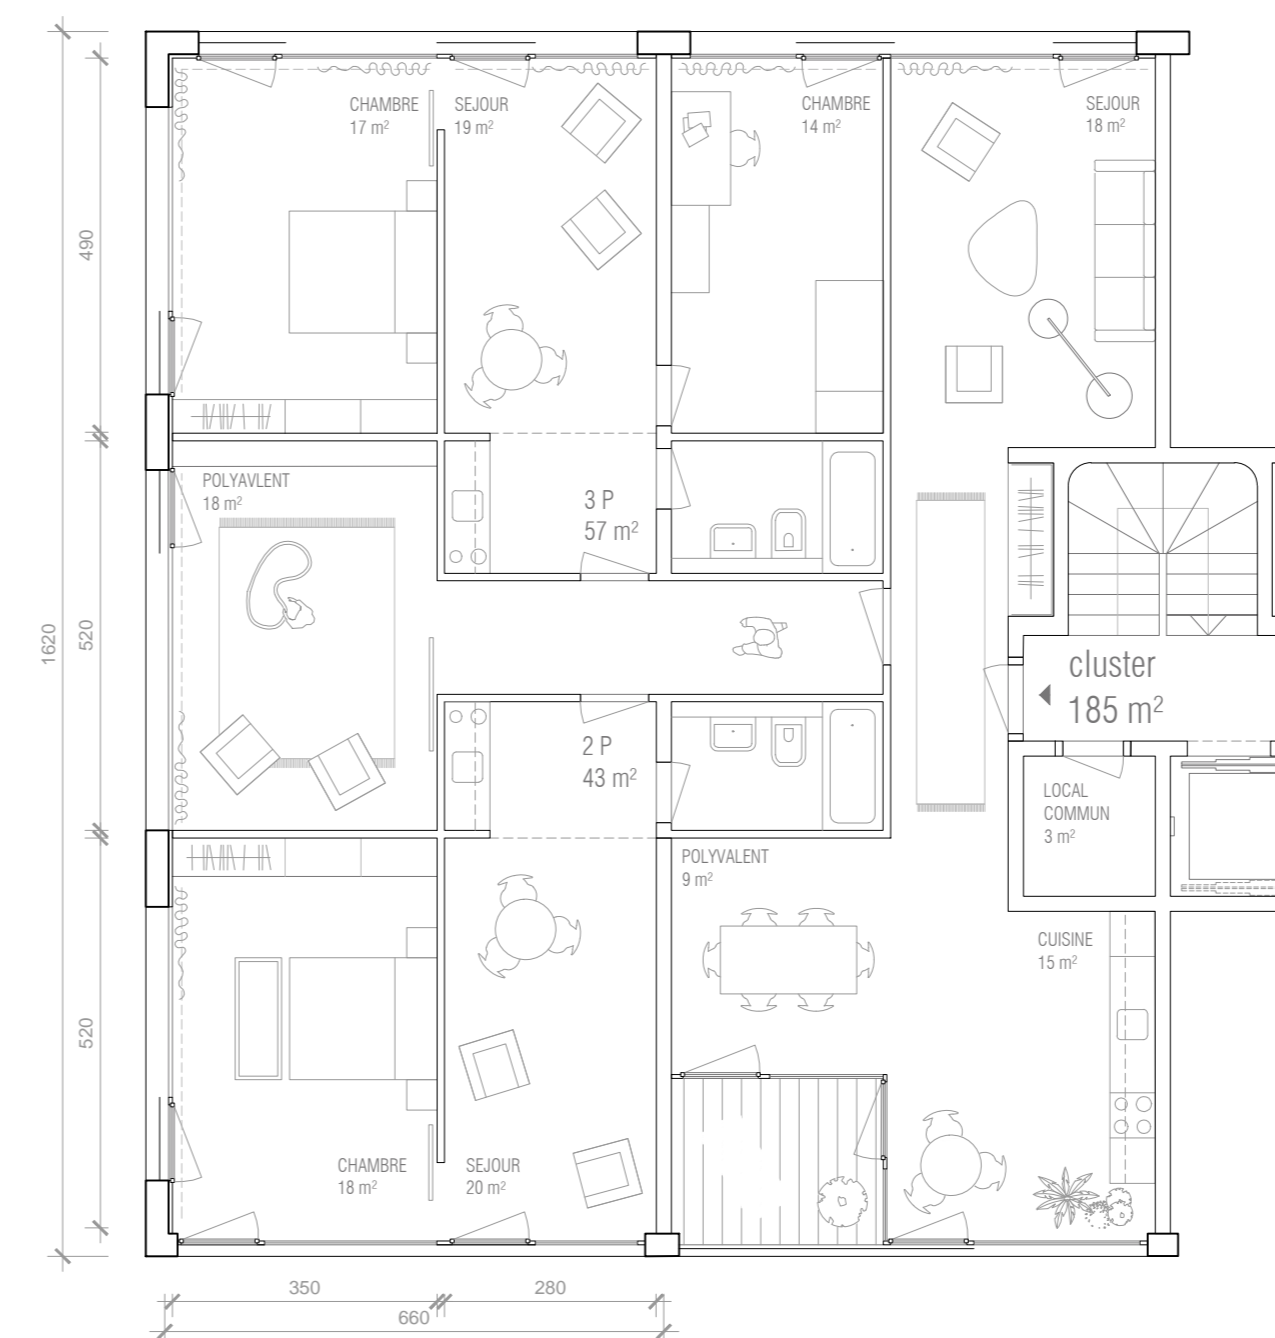 CHAMBRE
17 m²
SEJOUR
19 m²
CHAMBRE
14 m²
SEJOUR
18 m²
490
POLYAVLENT
18 m²
3 P
57 m²
1620
520
cluster
185 m²
2 P
43 m²
LOCAL
COMMUN
3 m²
POLYVALENT
9 m²
CUISINE
15 m²
520
CHAMBRE
18 m²
SEJOUR
20 m²
350
280
660